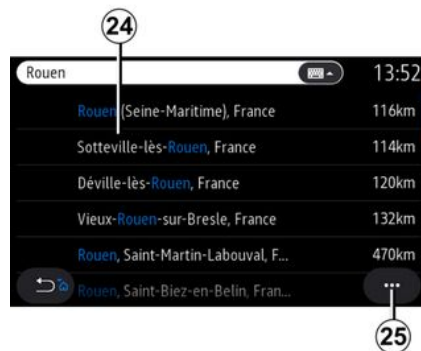 24
Rouen 13:52
Rouen (Seine-Maritime), France 116km
Sotteville-lès-Rouen, France 114km
Déville-lès-Rouen, France 120km
Vieux-Rouen-sur-Bresle, France 132km
Rouen, Saint-Martin-Labouval, F... 470km
Rouen, Saint-Biez-en-Belin, Fran...
25